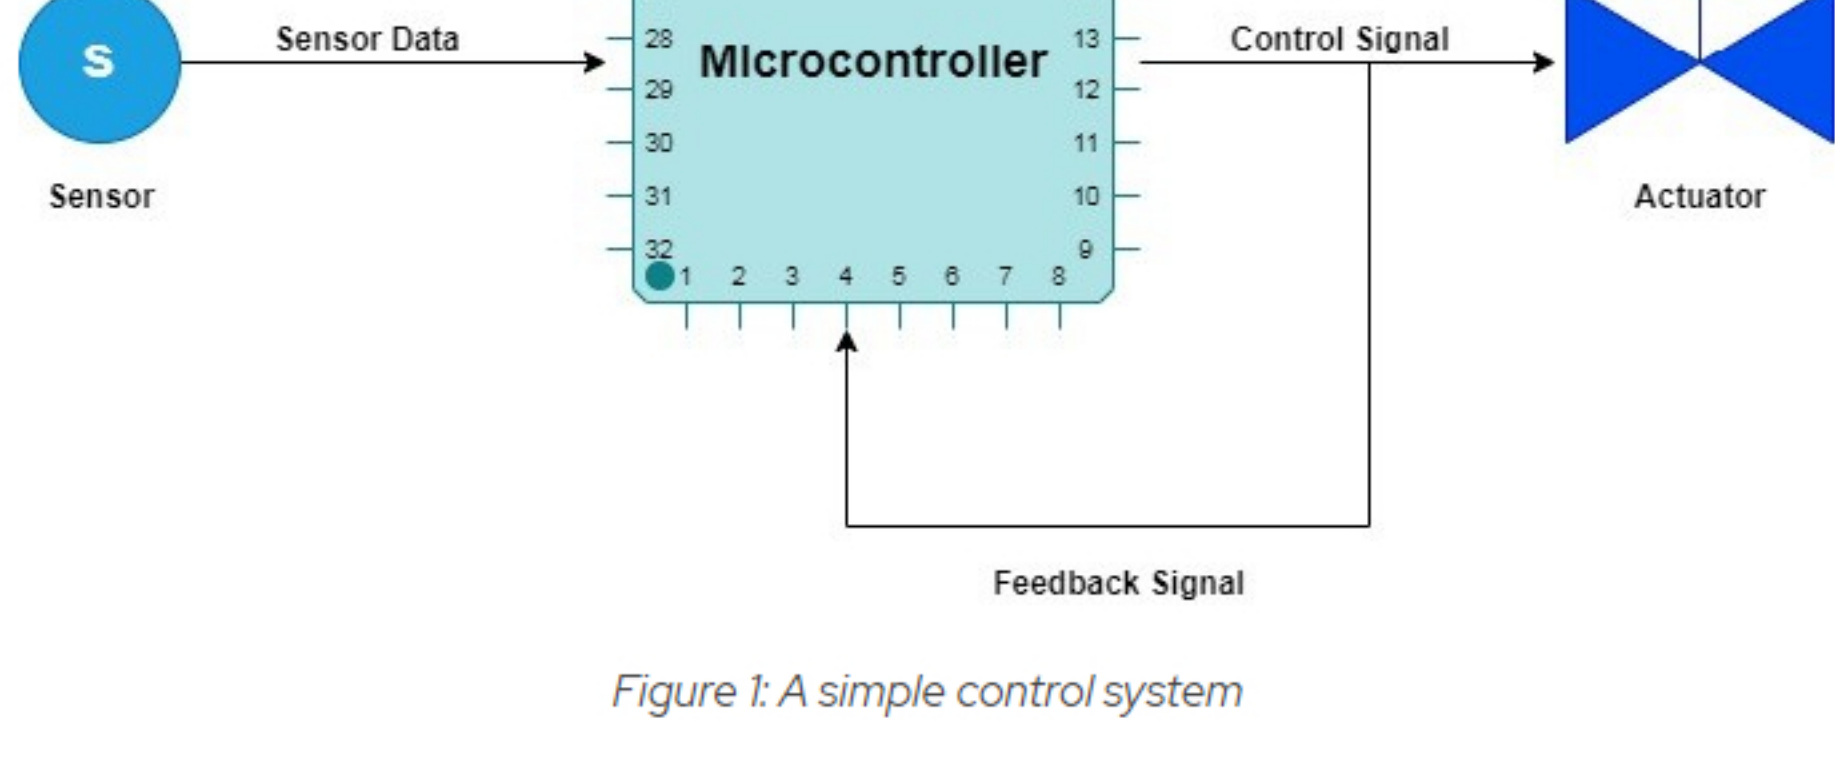 S
Sensor Data
28
MIcrocontroller
13
Control Signal
29
12
30
11
Sensor
31
10
Actuator
32
9
1 2 3 4 5 6 7 8
Feedback Signal
Figure 1: A simple control system